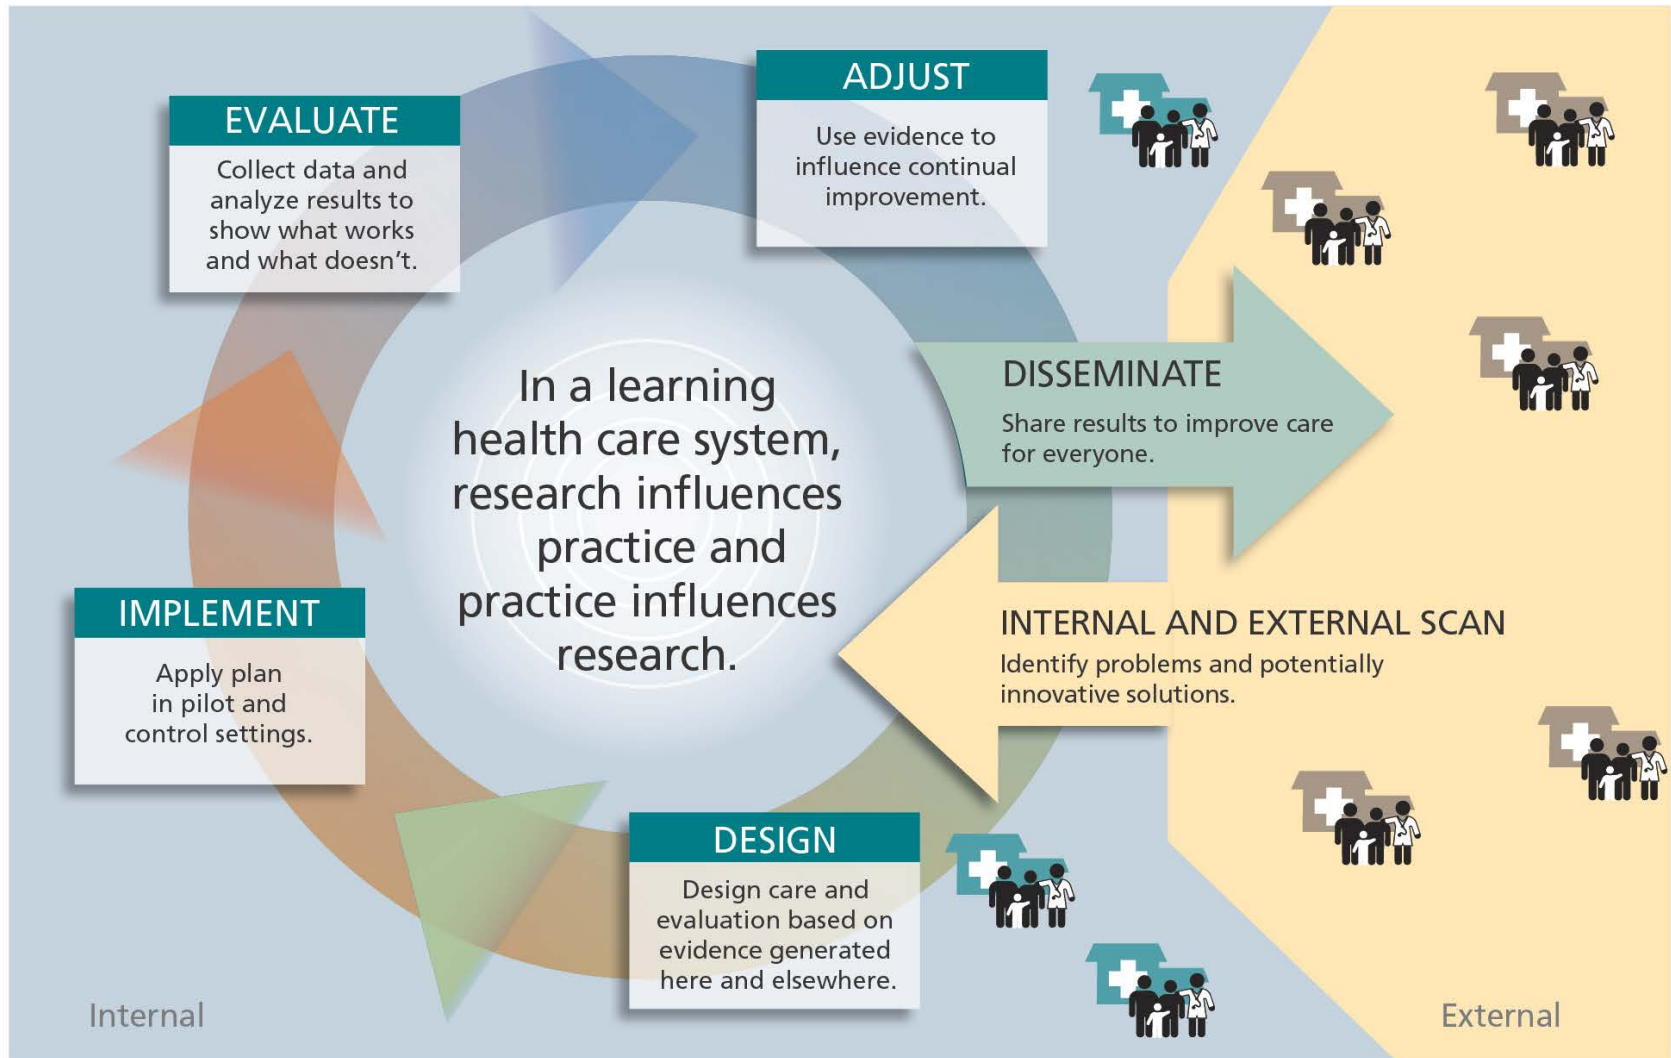 EVALUATE
Collect data and
analyze results to
show what works
and what doesn’t.
ADJUST
Use evidence to
influence continual
improvement.
In a learning
health care system,
research influences
practice and
practice influences
research.
DISSEMINATE
Share results to improve care
for everyone.
INTERNAL AND EXTERNAL SCAN
Identify problems and potentially
innovative solutions.
IMPLEMENT
Apply plan
in pilot and
control settings.
DESIGN
Design care and
evaluation based on
evidence generated
here and elsewhere.
Internal
External